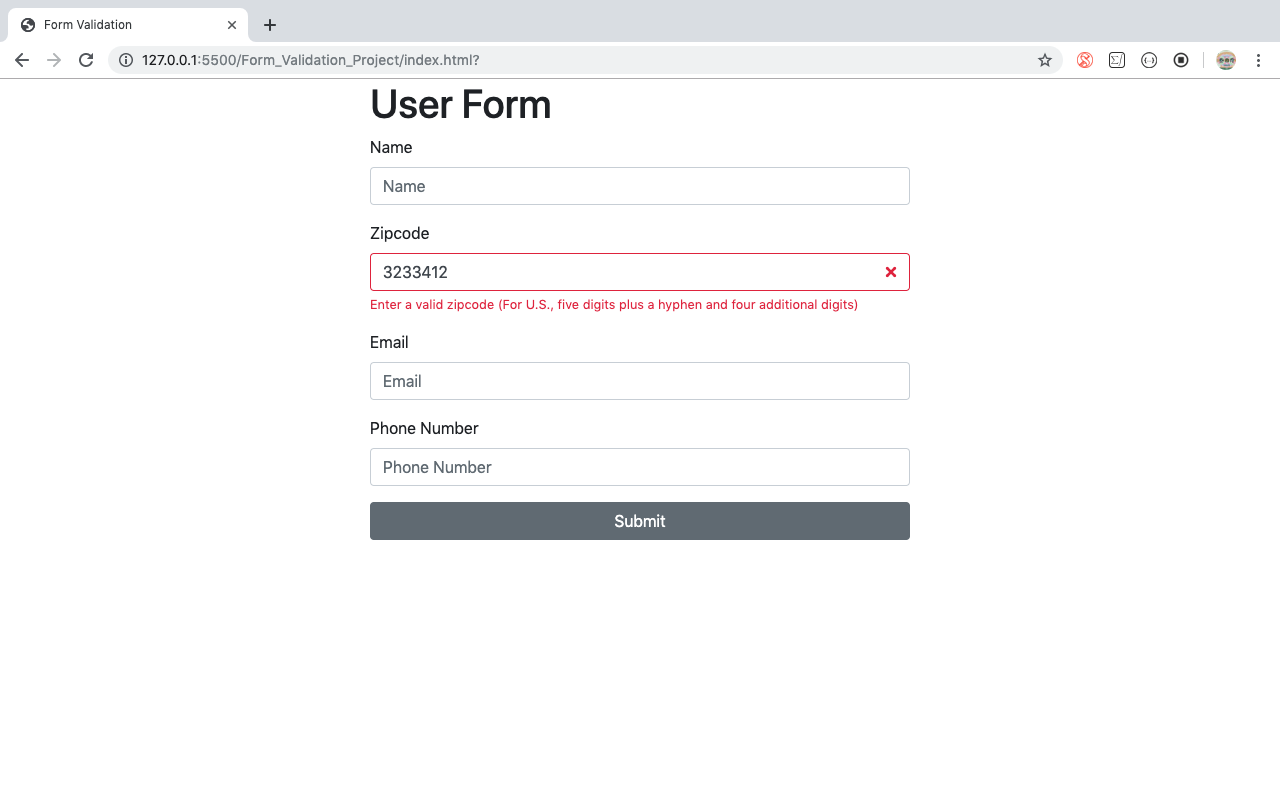 Form Validation
127.0.0.1:5500/Form_Validation_Project/index.html?
User Form
Name
Name
Zipcode
3233412
Enter a valid zipcode (For U.S., five digits plus a hyphen and four additional digits)
Email
Email
Phone Number
Phone Number
Submit